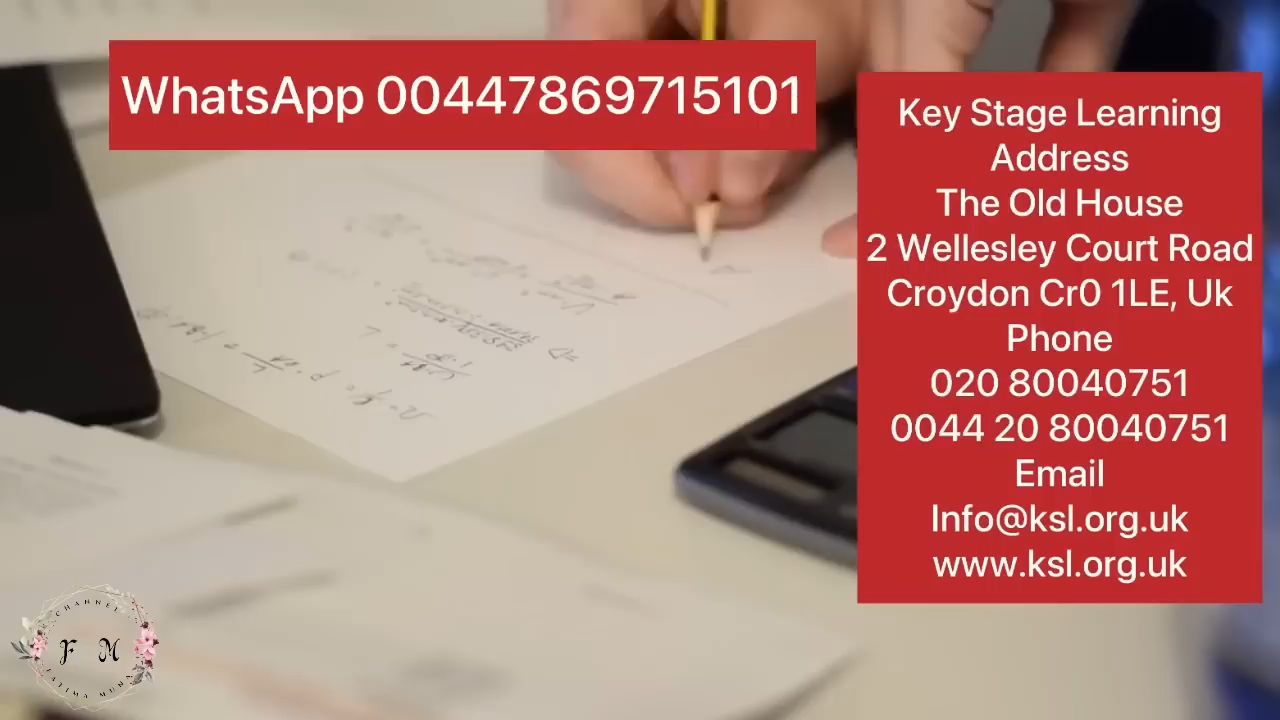 WhatsApp 00447869715101
Key Stage Learning
Address
The Old House
2 Wellesley Court Road
Croydon Cr0 1LE, Uk
Phone
020 80040751
0044 20 80040751
Email
Info@ksl.org.uk
www.ksl.org.uk
CHANNEL
F M